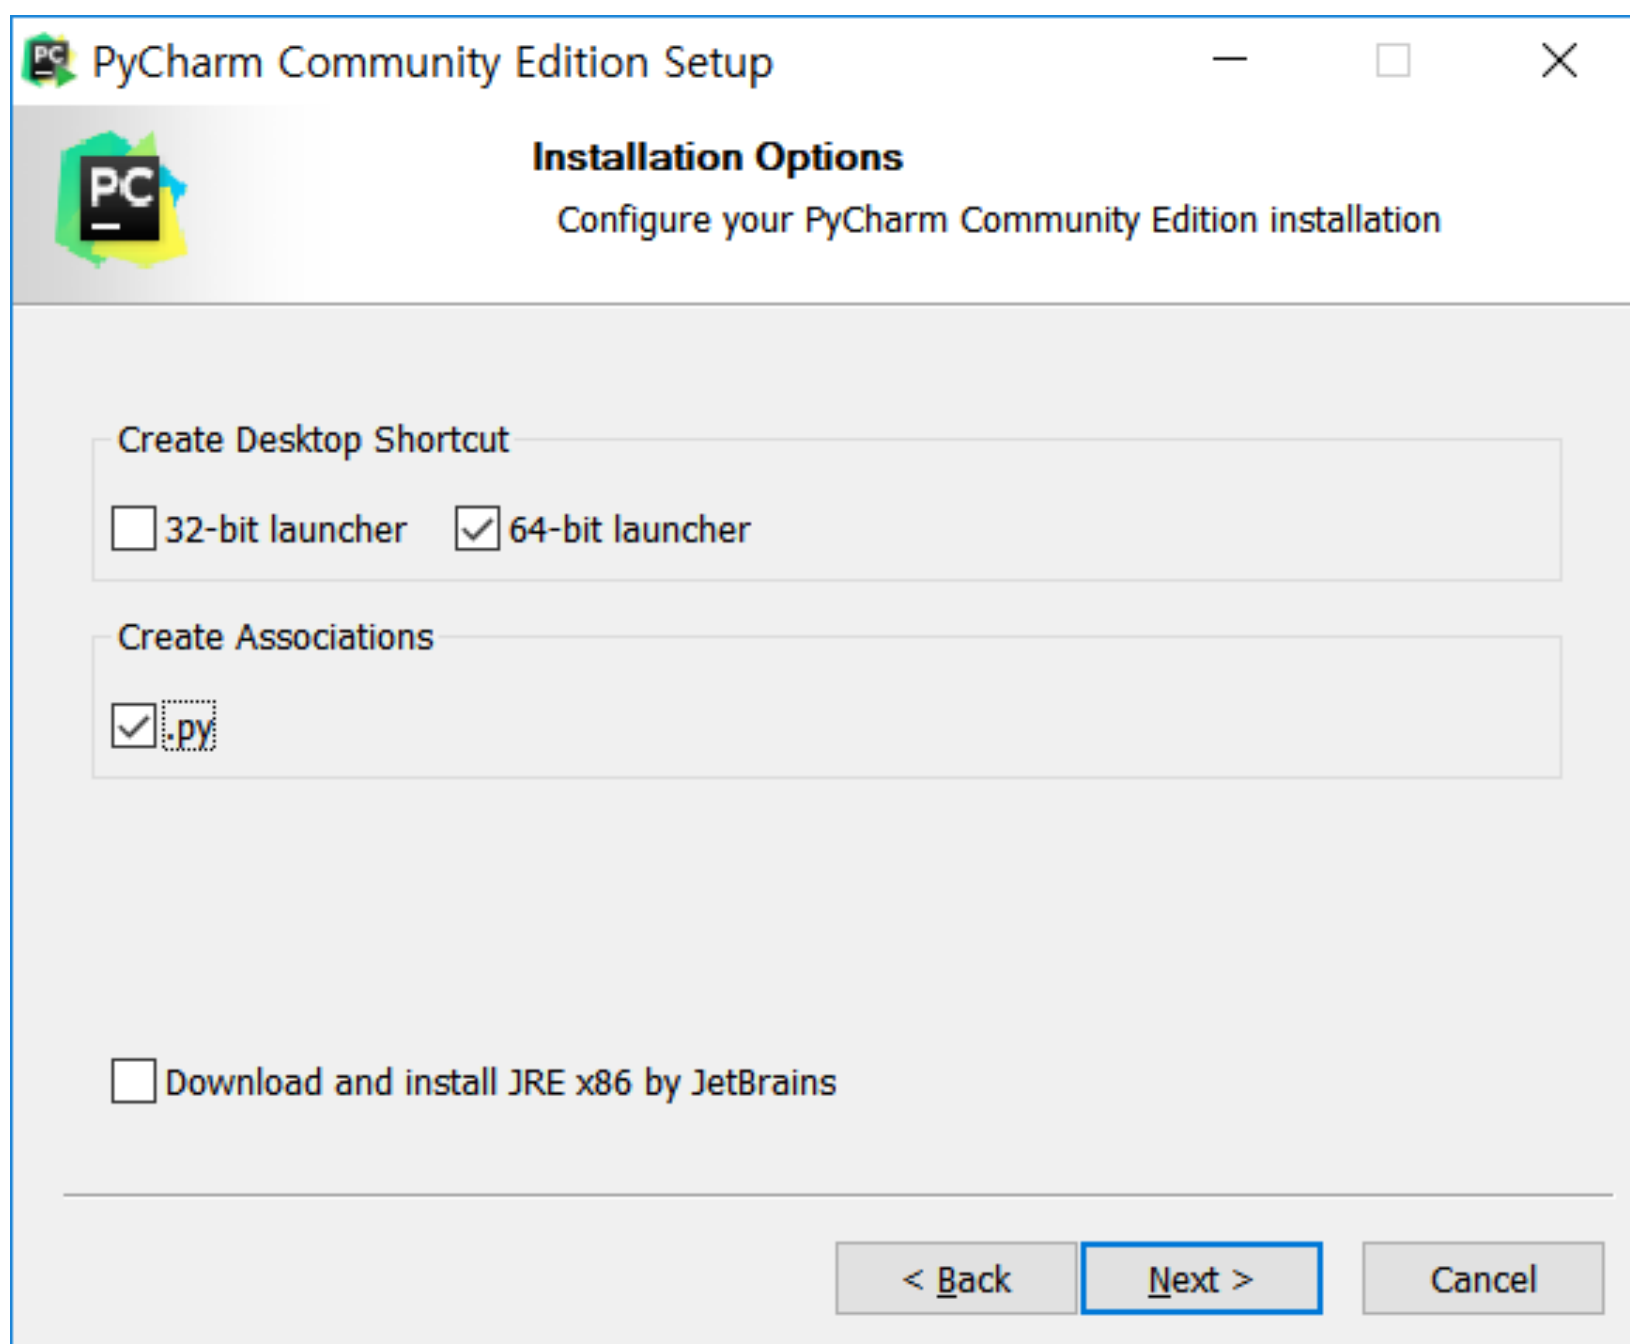 PC PyCharm Community Edition Setup
PC
Installation Options
Configure your PyCharm Community Edition installation
Create Desktop Shortcut
32-bit launcher 64-bit launcher
Create Associations
.py
Download and install JRE x86 by JetBrains
< Back Next > Cancel